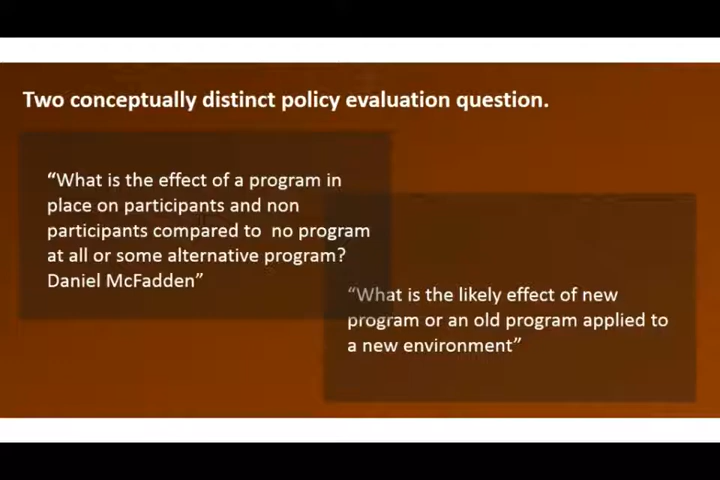 Two conceptually distinct policy evaluation question.
“What is the effect of a program in
place on participants and non
participants compared to no program
at all or some alternative program?
Daniel McFadden”
“What is the likely effect of new
program or an old program applied to
a new environment”